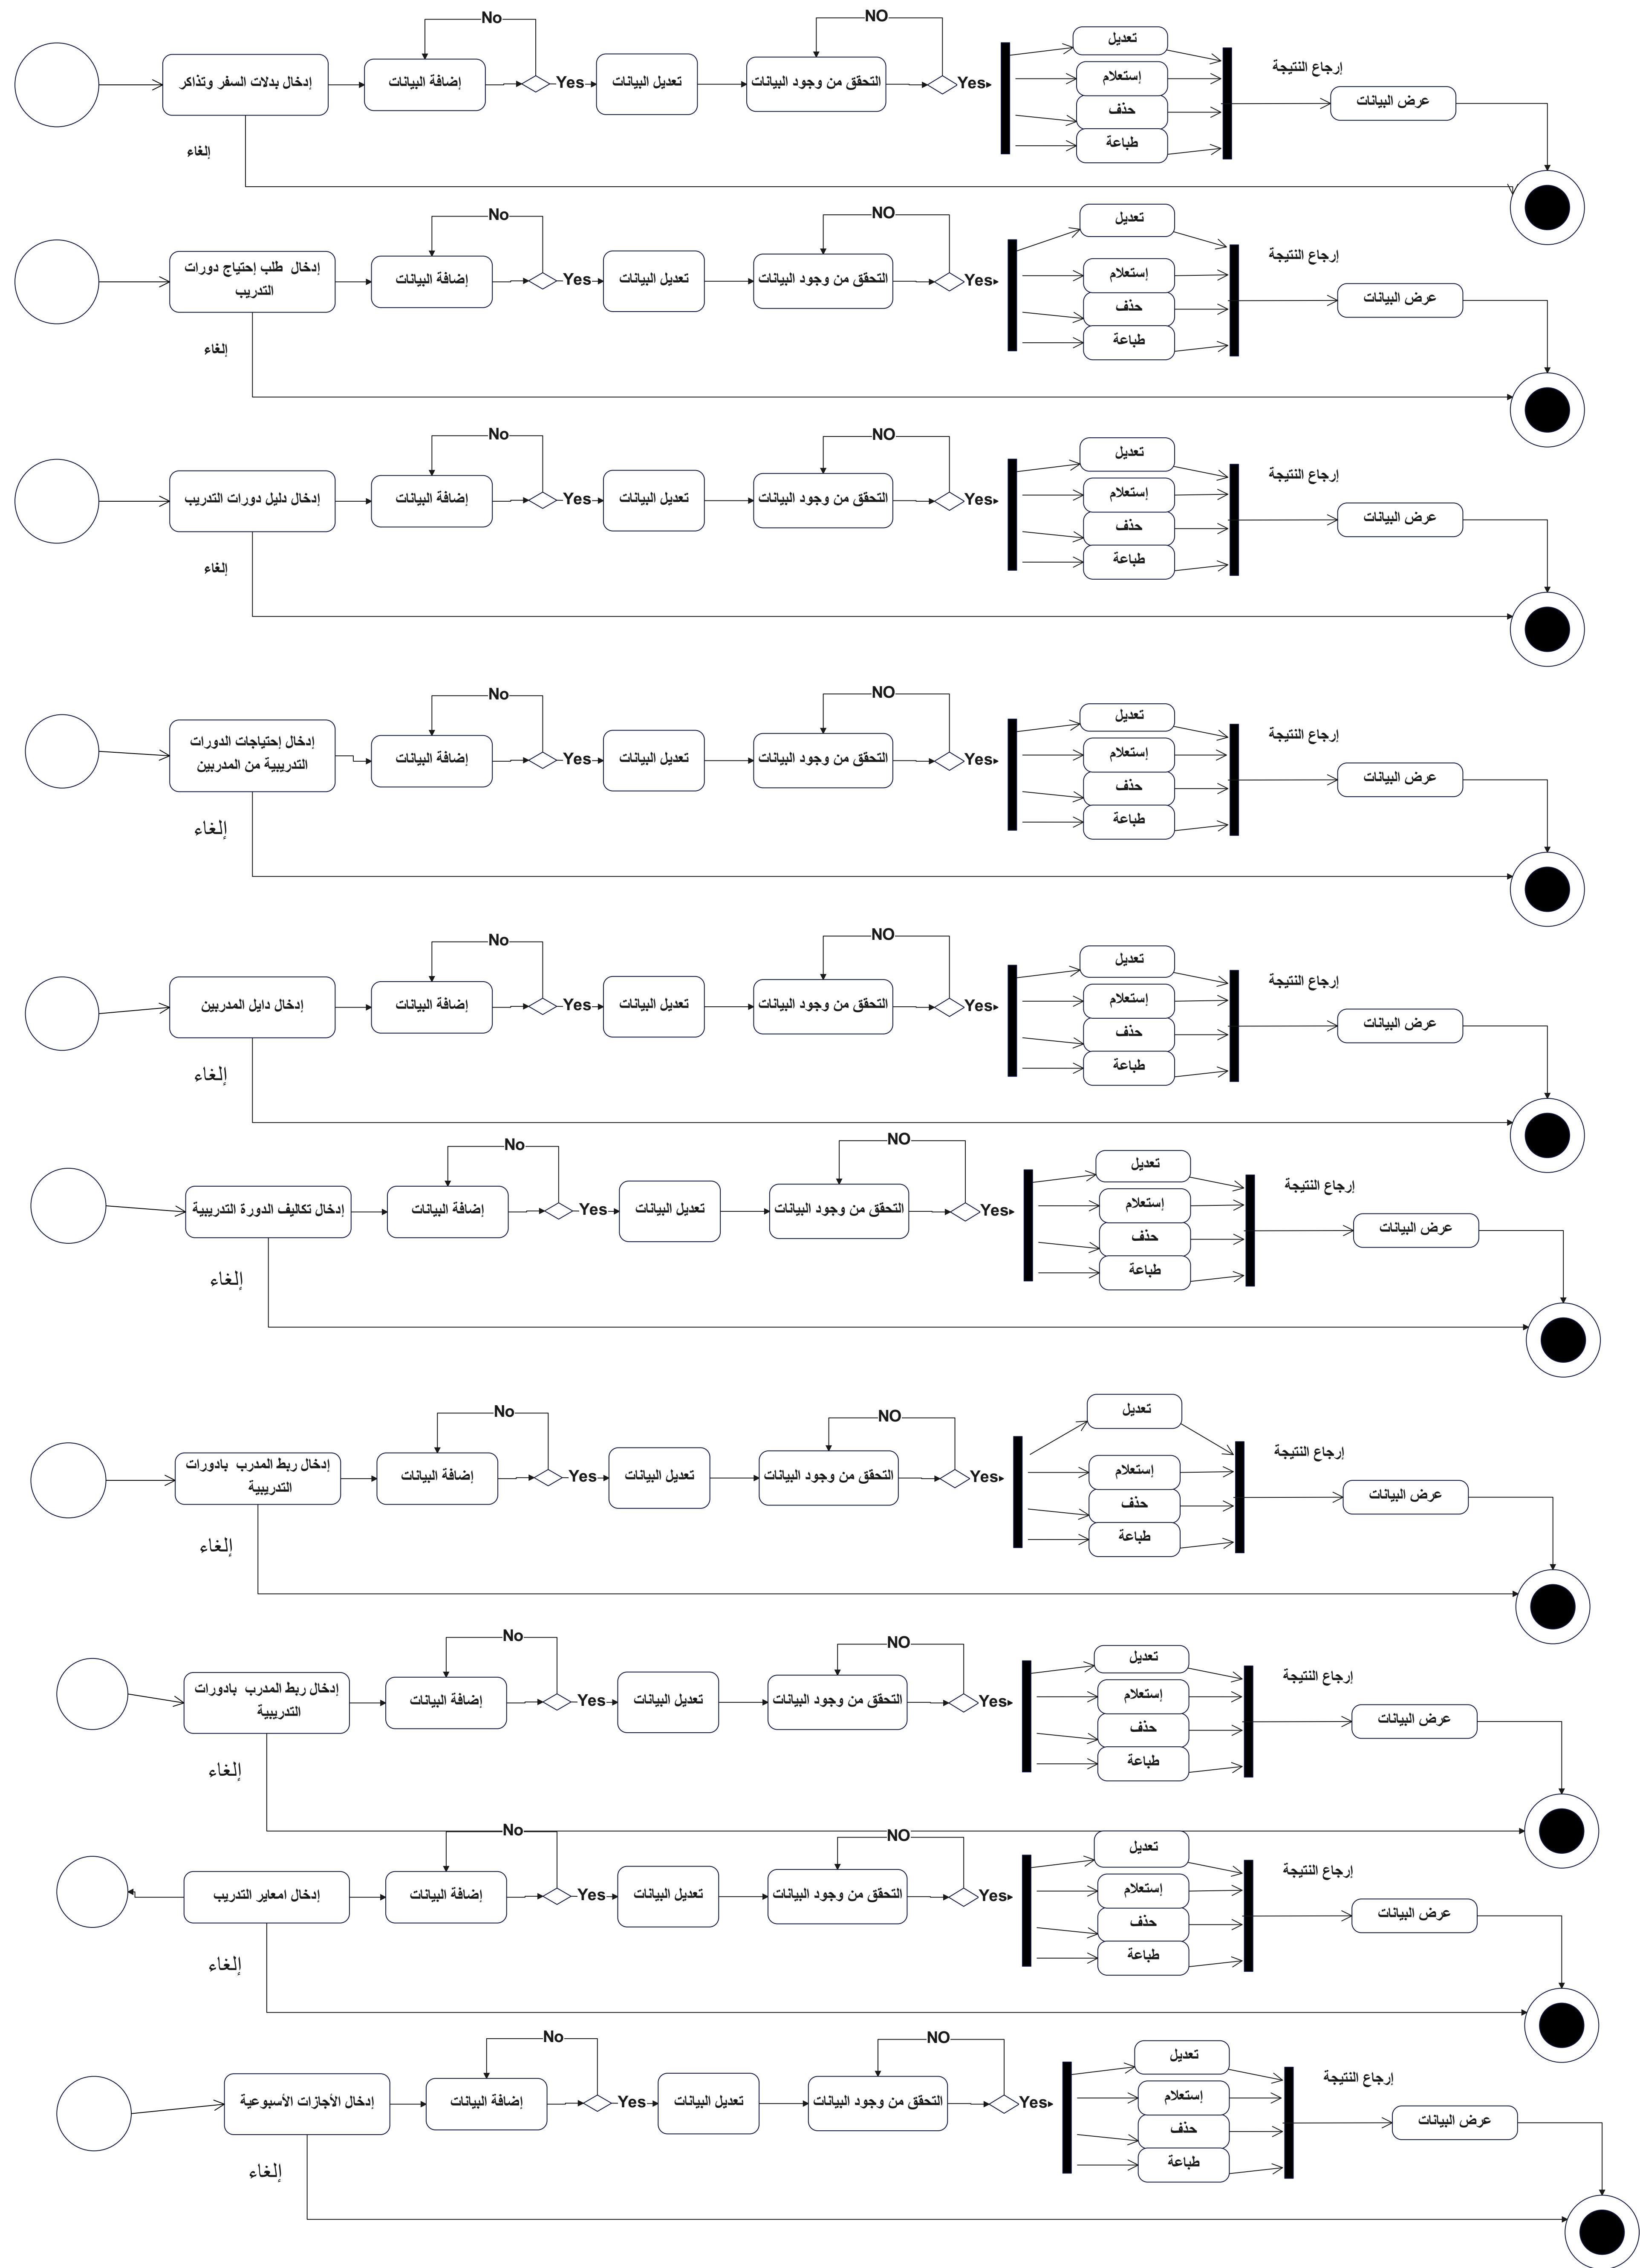 No
NO
إدخال بدلات السفر وتذاكر
إضافة البيانات
Yes
تعديل البيانات
التحقق من وجود البيانات
Yes
تعديل
إستعلام
حذف
طباعة
إرجاع النتيجة
عرض البيانات
إلغاء
No
NO
إدخال طلب إحتياج دورات
التدريب
إضافة البيانات
Yes
تعديل البيانات
التحقق من وجود البيانات
Yes
تعديل
إستعلام
حذف
طباعة
إرجاع النتيجة
عرض البيانات
إلغاء
No
NO
إدخال دليل دورات التدريب
إضافة البيانات
Yes
تعديل البيانات
التحقق من وجود البيانات
Yes
تعديل
إستعلام
حذف
طباعة
إرجاع النتيجة
عرض البيانات
إلغاء
No
NO
إدخال إحتياجات الدورات
التدريبية من المدربين
إضافة البيانات
Yes
تعديل البيانات
التحقق من وجود البيانات
Yes
تعديل
إستعلام
حذف
طباعة
إرجاع النتيجة
عرض البيانات
إلغاء
No
NO
إدخال دايل المدربين
إضافة البيانات
Yes
تعديل البيانات
التحقق من وجود البيانات
Yes
تعديل
إستعلام
حذف
طباعة
إرجاع النتيجة
عرض البيانات
إلغاء
No
NO
إدخال تكاليف الدورة التدريبية
إضافة البيانات
Yes
تعديل البيانات
التحقق من وجود البيانات
Yes
تعديل
إستعلام
حذف
طباعة
إرجاع النتيجة
عرض البيانات
إلغاء
No
NO
إدخال ربط المدرب بادورات
التدريبية
إضافة البيانات
Yes
تعديل البيانات
التحقق من وجود البيانات
Yes
تعديل
إستعلام
حذف
طباعة
إرجاع النتيجة
عرض البيانات
إلغاء
No
NO
إدخال ربط المدرب بادورات
التدريبية
إضافة البيانات
Yes
تعديل البيانات
التحقق من وجود البيانات
Yes
تعديل
إستعلام
حذف
طباعة
إرجاع النتيجة
عرض البيانات
إلغاء
No
NO
إدخال امعاير التدريب
إضافة البيانات
Yes
تعديل البيانات
التحقق من وجود البيانات
Yes
تعديل
إستعلام
حذف
طباعة
إرجاع النتيجة
عرض البيانات
إلغاء
No
NO
إدخال الأجازات الأسبوعية
إضافة البيانات
Yes
تعديل البيانات
التحقق من وجود البيانات
Yes
تعديل
إستعلام
حذف
طباعة
إرجاع النتيجة
عرض البيانات
إلغاء